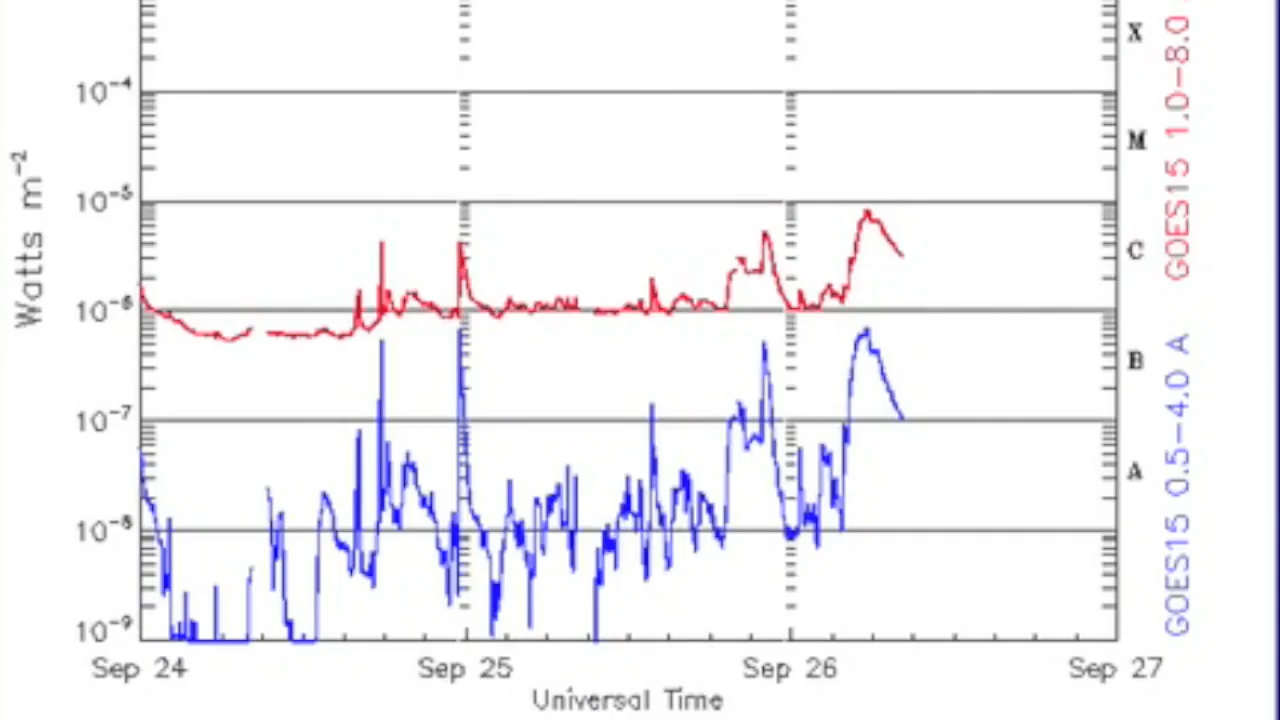 X
10⁻⁴
M
10⁻⁵
C
10⁻⁶
B
10⁻⁷
A
10⁻⁸
10⁻⁹
Watts m⁻²
Sep 24 Sep 25 Sep 26 Sep 27
Universal Time
GOES15 1.0-8.0
GOES15 0.5-4.0 A